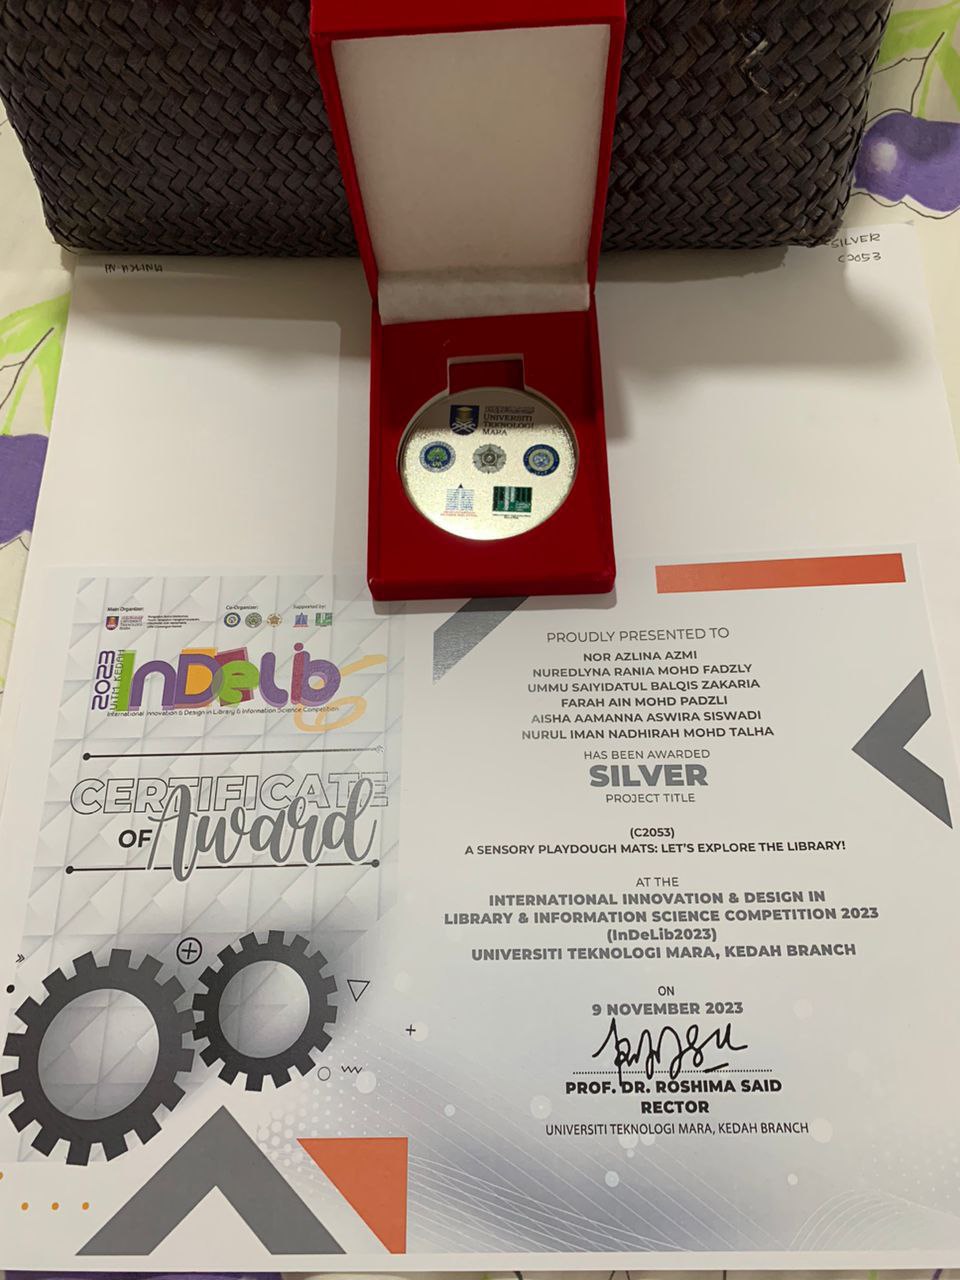 SILVER
C2053
UNIVERSITI
TEKNOLOGI
MARA
Main Organizer:
Co-Organizer:
Supported by:
UNIVERSITI
TEKNOLOGI
MARA
2023
UiTM KEDAH
InDeLib
6
International Innovation & Design in Library & Information Science Competition
CERTIFICATE
OF Award
PROUDLY PRESENTED TO
NOR AZLINA AZMI
NUREDLYNA RANIA MOHD FADZLY
UMMU SAIYIDATUL BALQIS ZAKARIA
FARAH AIN MOHD PADZLI
AISHA AAMANNA ASWIRA SISWADI
NURUL IMAN NADHIRAH MOHD TALHA
HAS BEEN AWARDED
SILVER
PROJECT TITLE
(C2053)
A SENSORY PLAYDOUGH MATS: LET'S EXPLORE THE LIBRARY!
AT THE
INTERNATIONAL INNOVATION & DESIGN IN
LIBRARY & INFORMATION SCIENCE COMPETITION 2023
(InDeLib2023)
UNIVERSITI TEKNOLOGI MARA, KEDAH BRANCH
ON
9 NOVEMBER 2023
PROF. DR. ROSHIMA SAID
RECTOR
UNIVERSITI TEKNOLOGI MARA, KEDAH BRANCH